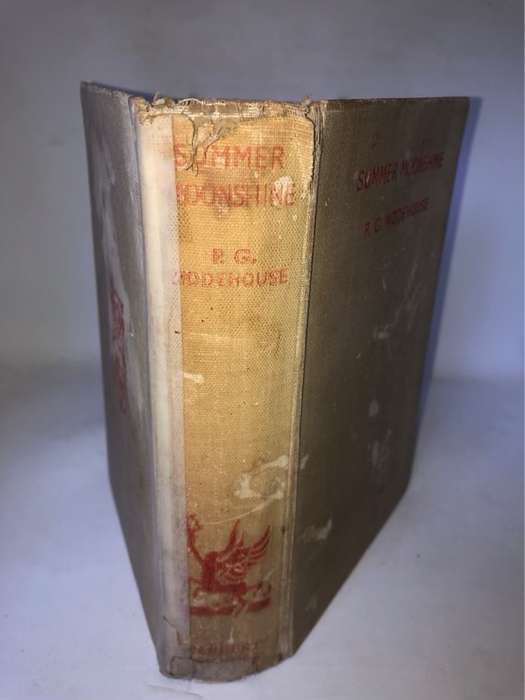 SUMMER
MOONSHINE
P. G.
WODEHOUSE
SUMMER MOONSHINE
P. G. WODEHOUSE